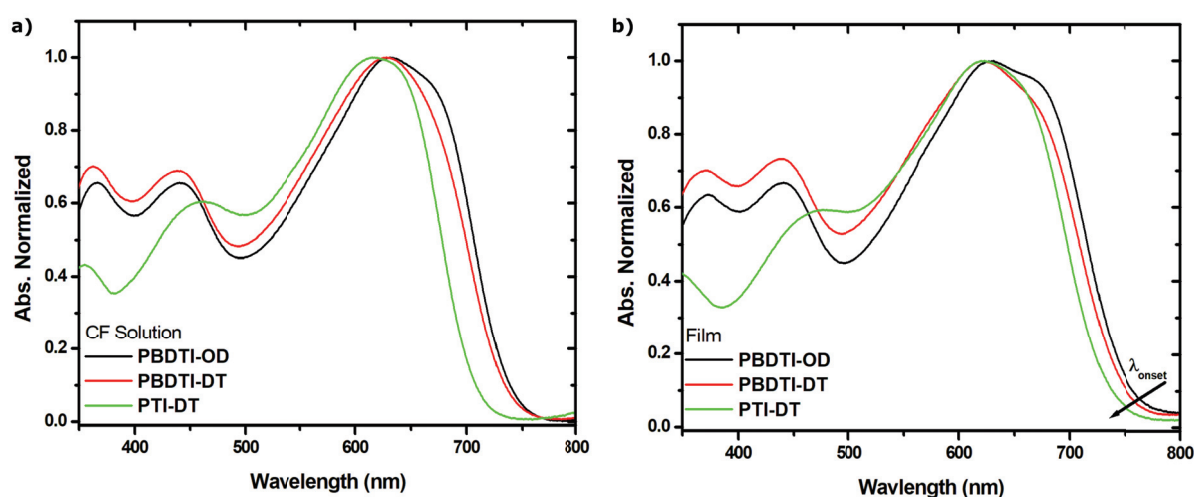 a)
Abs. Normalized
1.0
0.8
0.6
0.4
0.2
0.0
CF Solution
PBDTI-OD
PBDTI-DT
PTI-DT
400 500 600 700 800
Wavelength (nm)
b)
Abs. Normalized
1.0
0.8
0.6
0.4
0.2
0.0
Film
PBDTI-OD
PBDTI-DT
PTI-DT
λonset
400 500 600 700 800
Wavlength (nm)